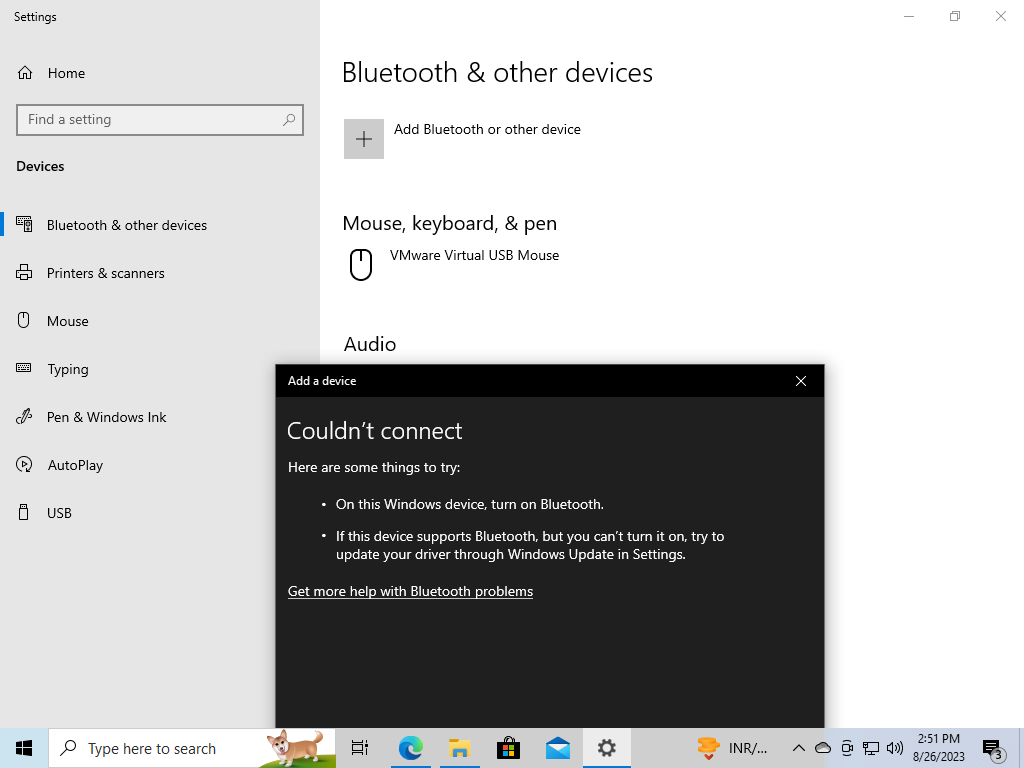 Settings
Home
Find a setting
Devices
Bluetooth & other devices
Printers & scanners
Mouse
Typing
Pen & Windows Ink
AutoPlay
USB
Bluetooth & other devices
Add Bluetooth or other device
Mouse, keyboard, & pen
VMware Virtual USB Mouse
Audio
Add a device
Couldn't connect
Here are some things to try:
• On this Windows device, turn on Bluetooth.
• If this device supports Bluetooth, but you can't turn it on, try to
update your driver through Windows Update in Settings.
Get more help with Bluetooth problems
Type here to search
INR/...
2:51 PM
8/26/2023
3